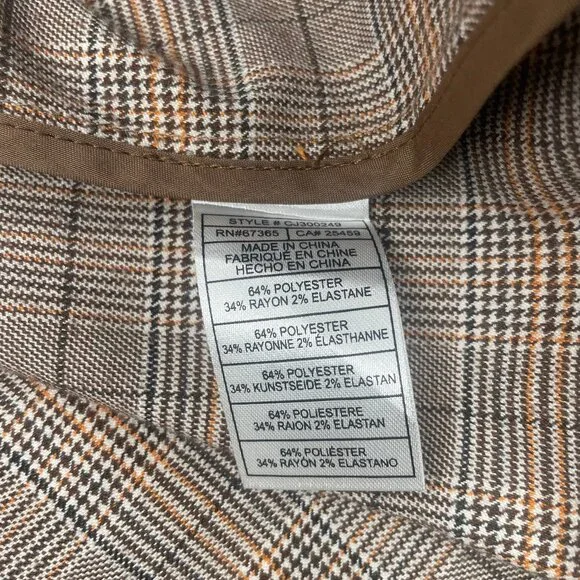 STYLE # CJ300249
RN#67365 CA# 25459
MADE IN CHINA
FABRIQUÉ EN CHINE
HECHO EN CHINA
64% POLYESTER
34% RAYON 2% ELASTANE
64% POLYESTER
34% RAYONNE 2% ÉLASTHANNE
64% POLYESTER
34% KUNSTSEIDE 2% ELASTAN
64% POLIESTERE
34% RAION 2% ELASTAN
64% POLIÉSTER
34% RAYÓN 2% ELASTANO